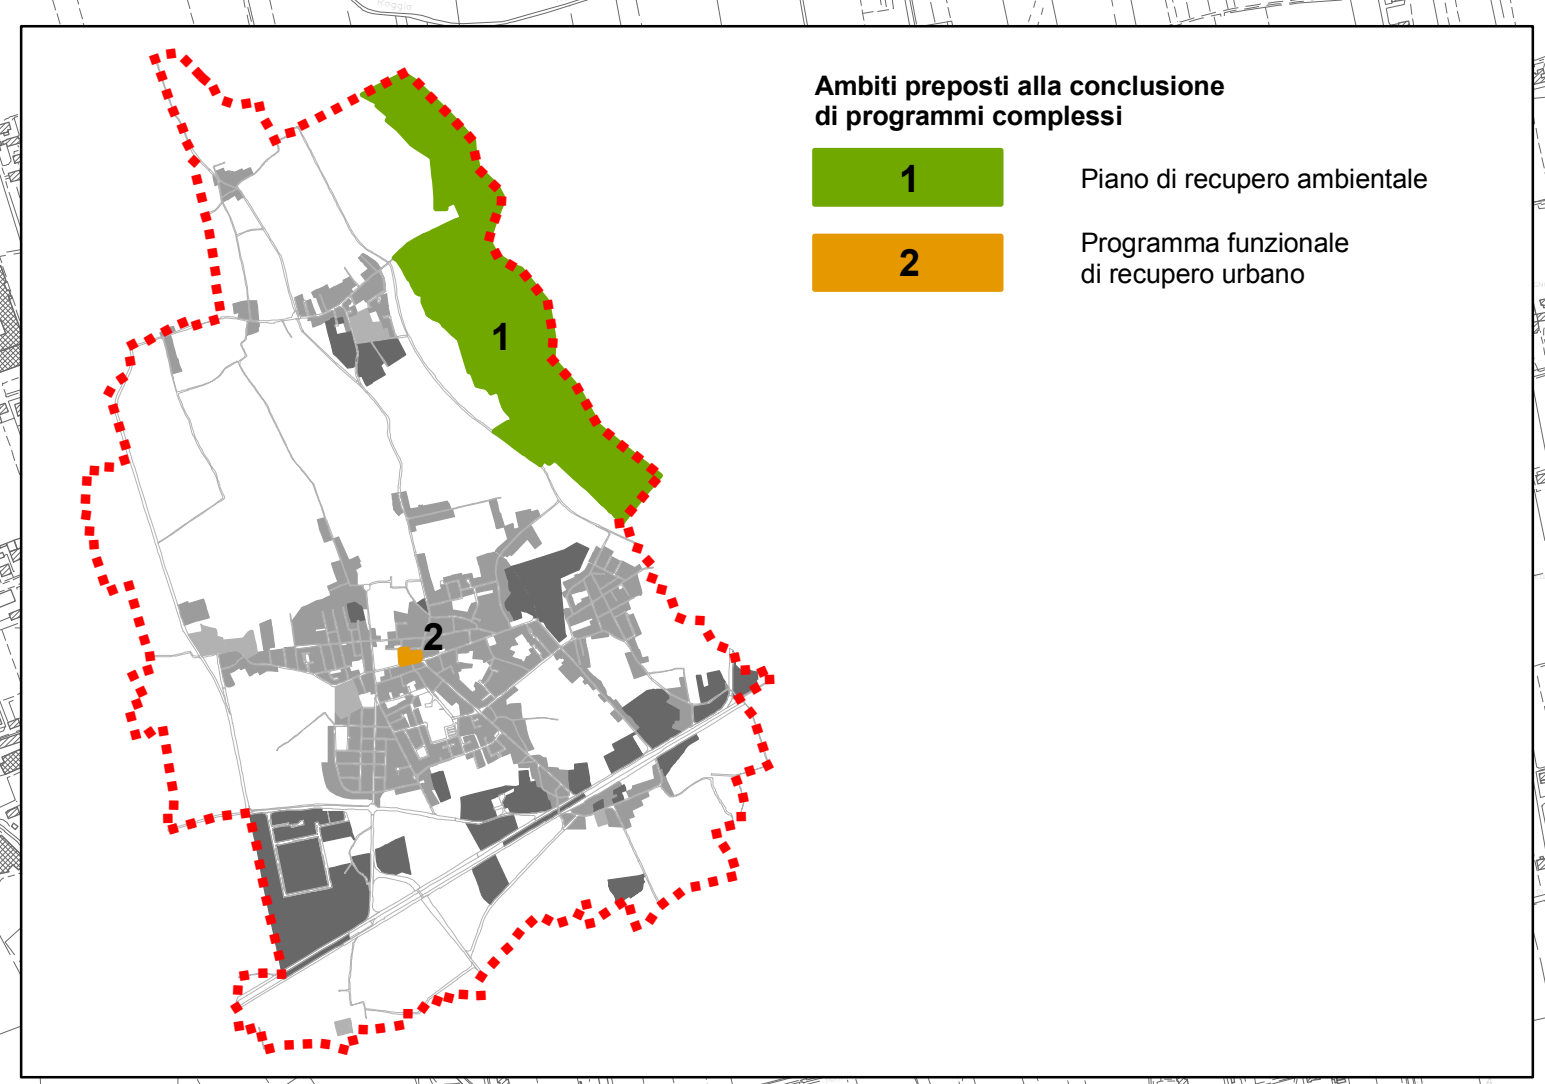 Roggia
Ambiti preposti alla conclusione
di programmi complessi
1
Piano di recupero ambientale
2
Programma funzionale
di recupero urbano
1
2